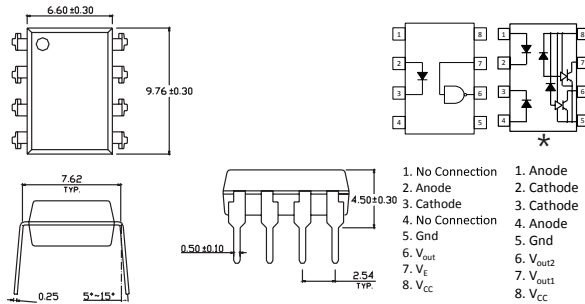 6.60 ±0.30
9.76 ±0.30
1
2
3
4
8
7
6
5
1
2
3
4
8
7
6
5
*
7.62
TYP.
0.25
5°~15°
4.50±0.30
0.50±0.10
2.54
TYP.
1. No Connection
2. Anode
3. Cathode
4. No Connection
5. Gnd
6. Vout
7. VE
8. VCC
1. Anode
2. Cathode
3. Cathode
4. Anode
5. Gnd
6. Vout2
7. Vout1
8. VCC